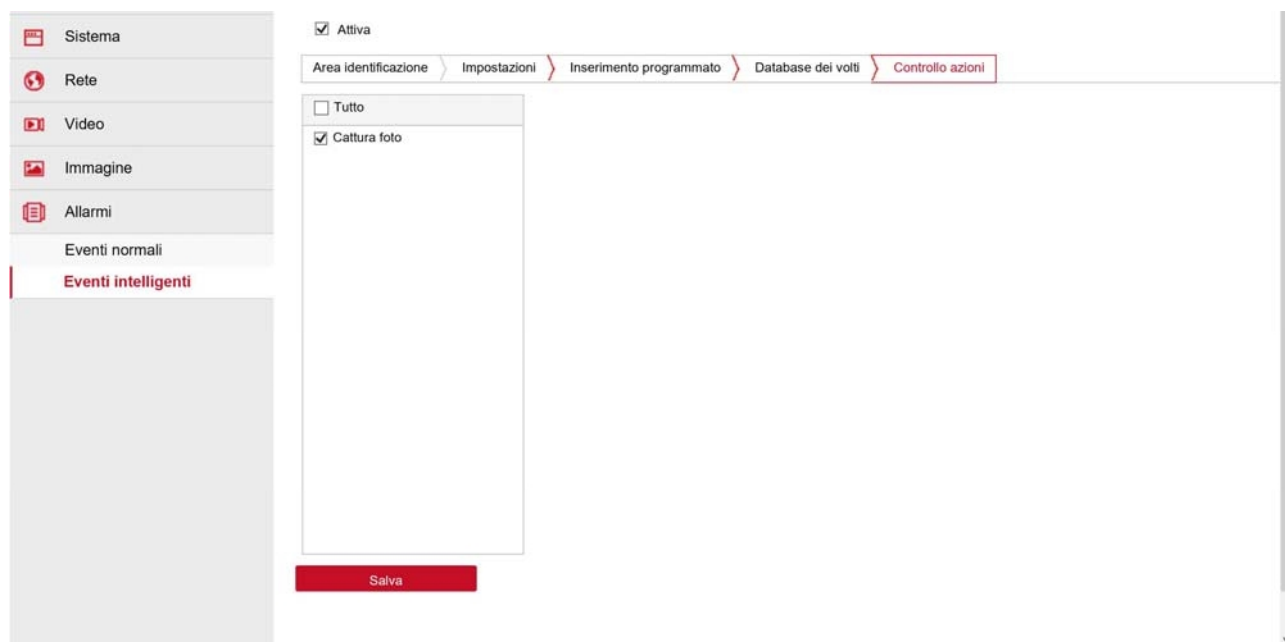 Sistema
Rete
Video
Immagine
Allarmi
Eventi normali
Eventi intelligenti
Attiva
Area identificazione
Impostazioni
Inserimento programmato
Database dei volti
Controllo azioni
Tutto
Cattura foto
Salva